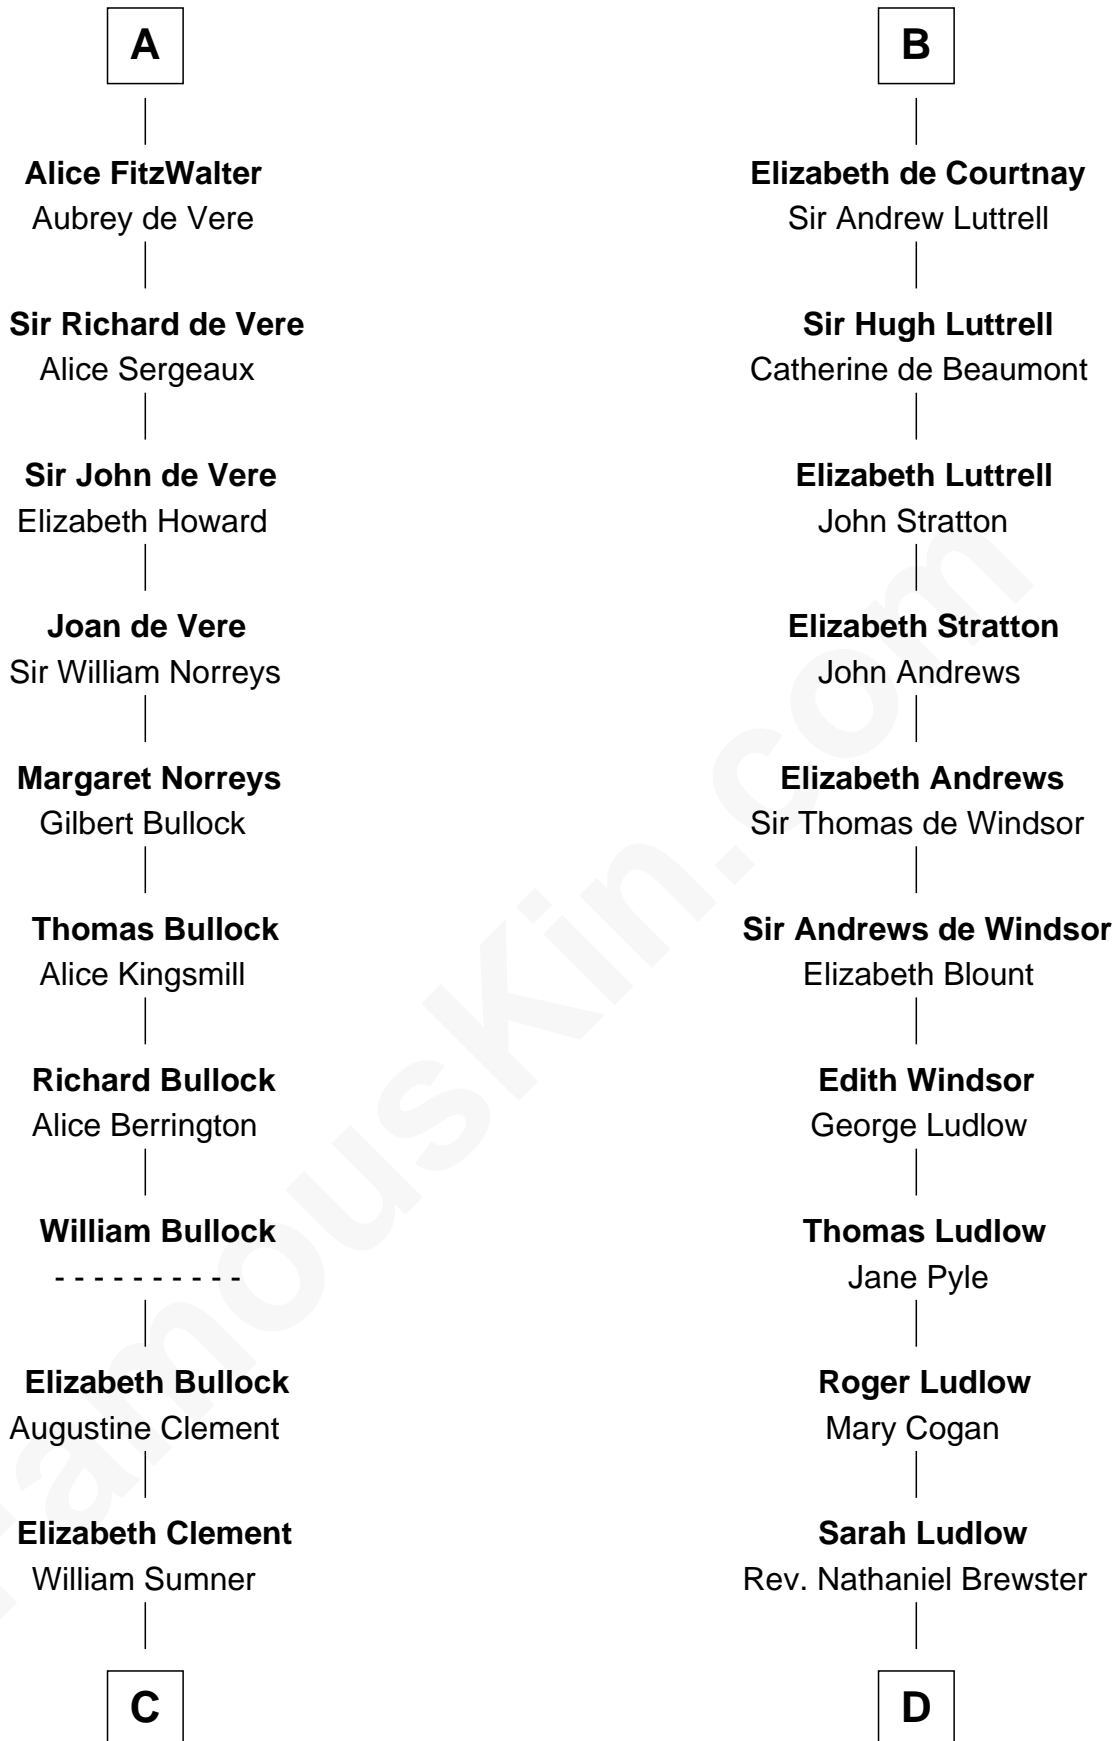 A
Alice FitzWalter
Aubrey de Vere
Sir Richard de Vere
Alice Sergeaux
Sir John de Vere
Elizabeth Howard
Joan de Vere
Sir William Norreys
Margaret Norreys
Gilbert Bullock
Thomas Bullock
Alice Kingsmill
Richard Bullock
Alice Berrington
William Bullock
- - - - - - - - - -
Elizabeth Bullock
Augustine Clement
Elizabeth Clement
William Sumner
C
B
Elizabeth de Courtnay
Sir Andrew Luttrell
Sir Hugh Luttrell
Catherine de Beaumont
Elizabeth Luttrell
John Stratton
Elizabeth Stratton
John Andrews
Elizabeth Andrews
Sir Thomas de Windsor
Sir Andrews de Windsor
Elizabeth Blount
Edith Windsor
George Ludlow
Thomas Ludlow
Jane Pyle
Roger Ludlow
Mary Cogan
Sarah Ludlow
Rev. Nathaniel Brewster
D
FamousKin.com